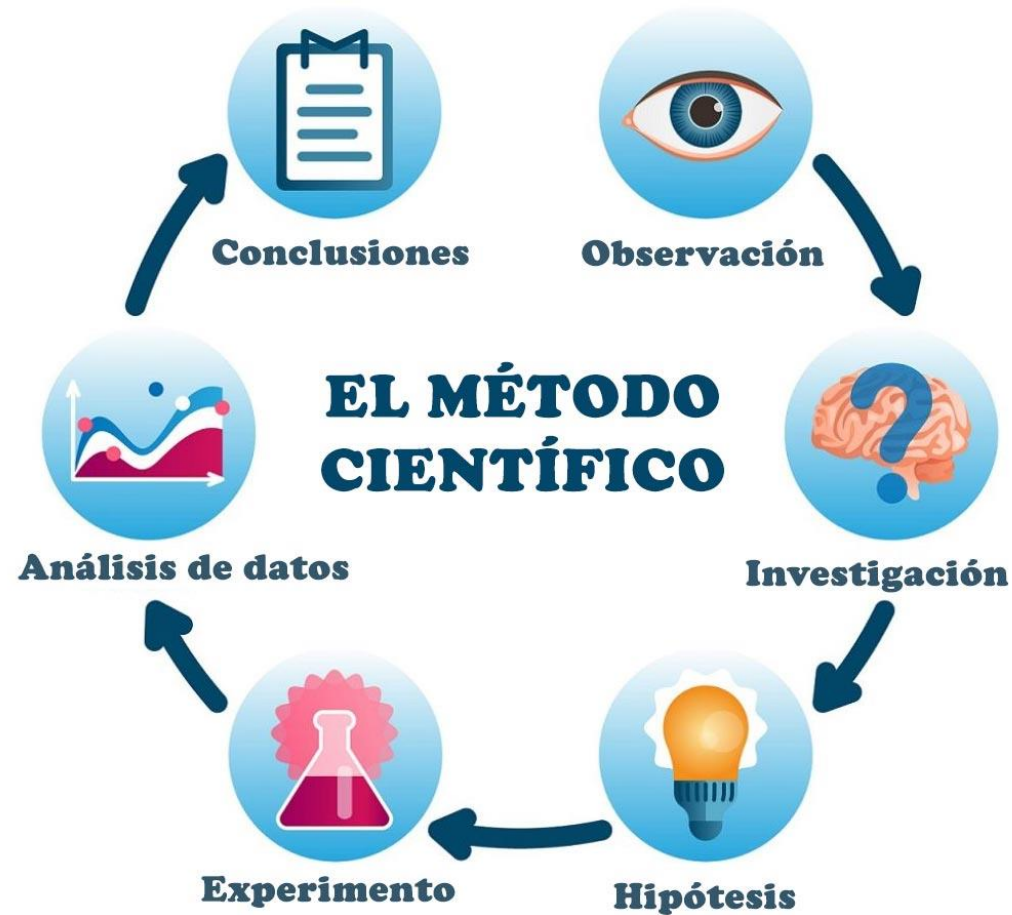 EL MÉTODO
CIENTÍFICO
Observación
Investigación
Hipótesis
Experimento
Análisis de datos
Conclusiones